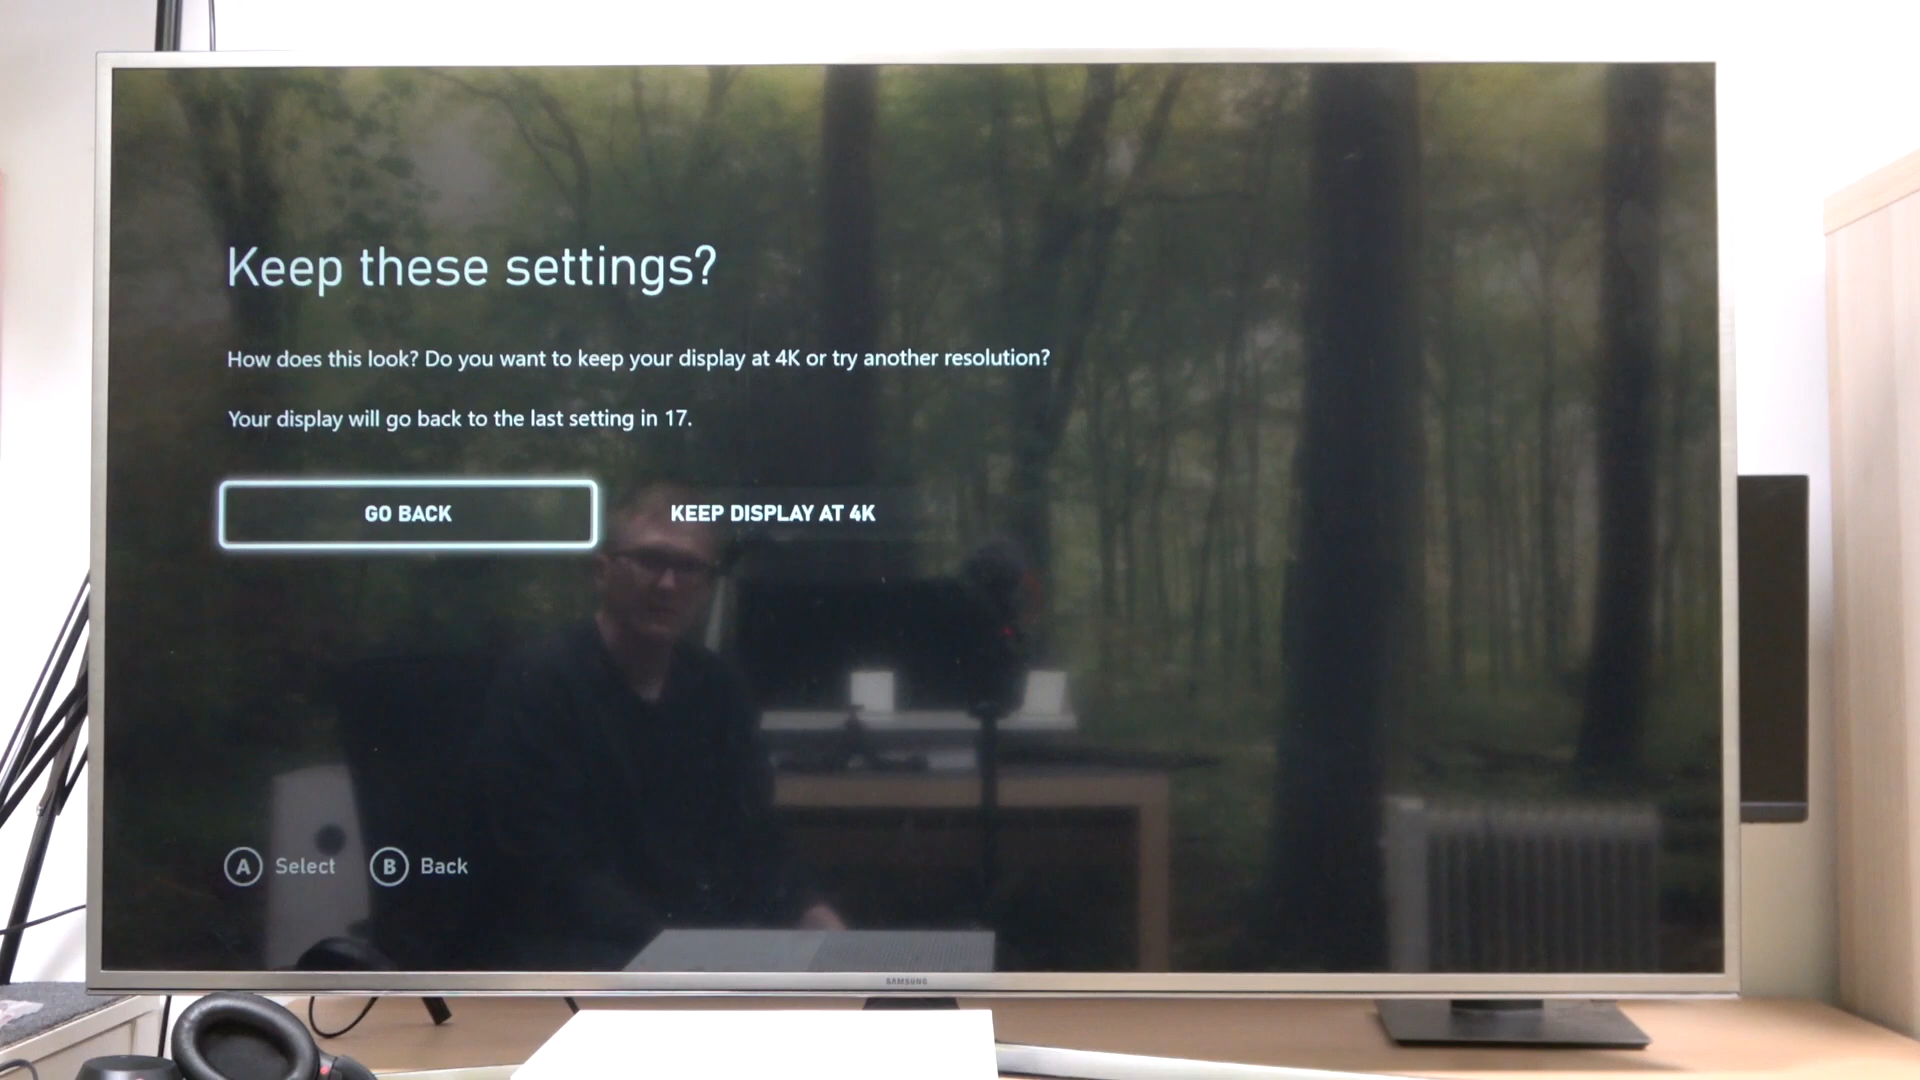 Keep these settings?
How does this look? Do you want to keep your display at 4K or try another resolution?
Your display will go back to the last setting in 17.
GO BACK
KEEP DISPLAY AT 4K
A Select B Back
SAMSUNG